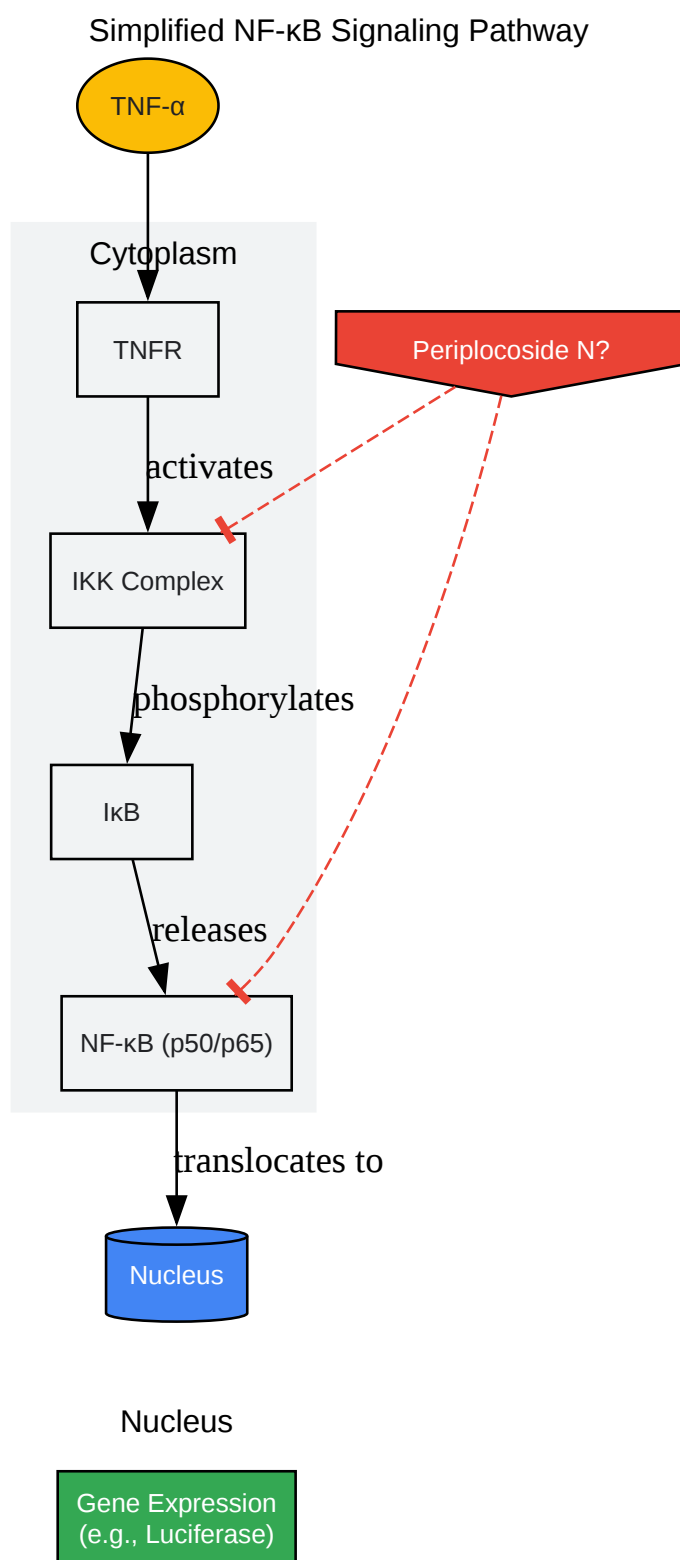 Simplified NF-κB Signaling Pathway
TNF-α
Cytoplasm
TNFR
Periplocoside N?
activates
IKK Complex
phosphorylates
IκB
releases
NF-κB (p50/p65)
translocates to
Nucleus
Nucleus
Gene Expression
(e.g., Luciferase)